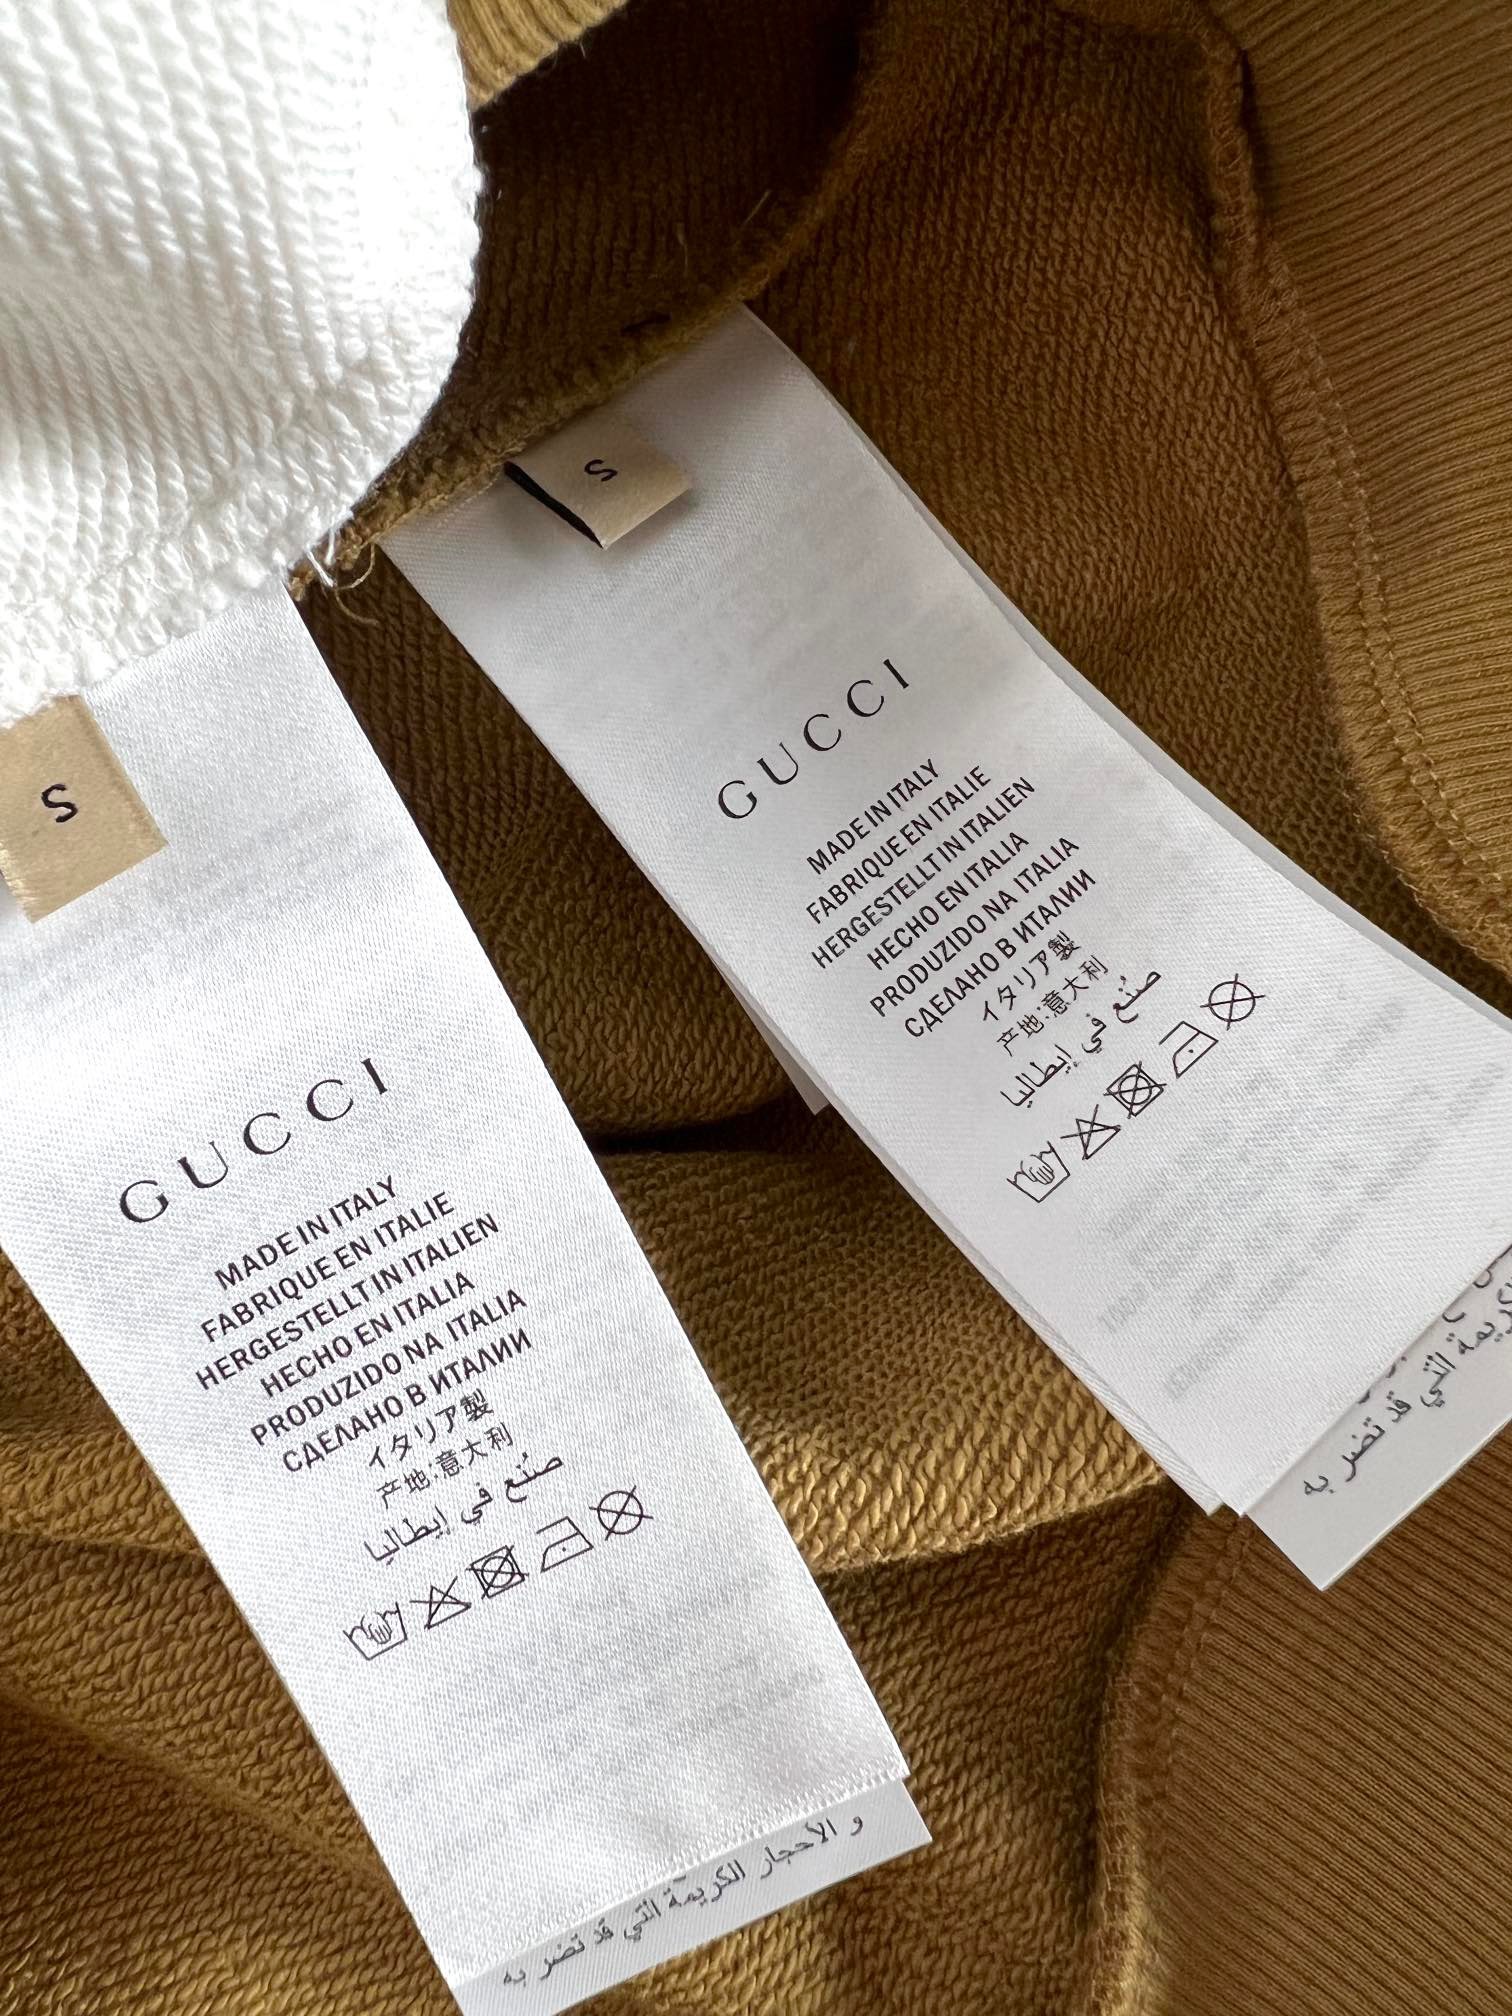 S
GUCCI
MADE IN ITALY
FABRIQUE EN ITALIE
HERGESTELLT IN ITALIEN
HECHO EN ITALIA
PRODUZIDO NA ITALIA
СДЕЛАНО В ИТАЛИИ
イタリア製
产地:意大利
صُنع في إيطاليا
و الأحجار الكريمة التي قد تضر به
S
GUCCI
MADE IN ITALY
FABRIQUE EN ITALIE
HERGESTELLT IN ITALIEN
HECHO EN ITALIA
PRODUZIDO NA ITALIA
СДЕЛАНО В ИТАЛИИ
イタリア製
产地:意大利
صُنع في إيطاليا
التي قد تضر به